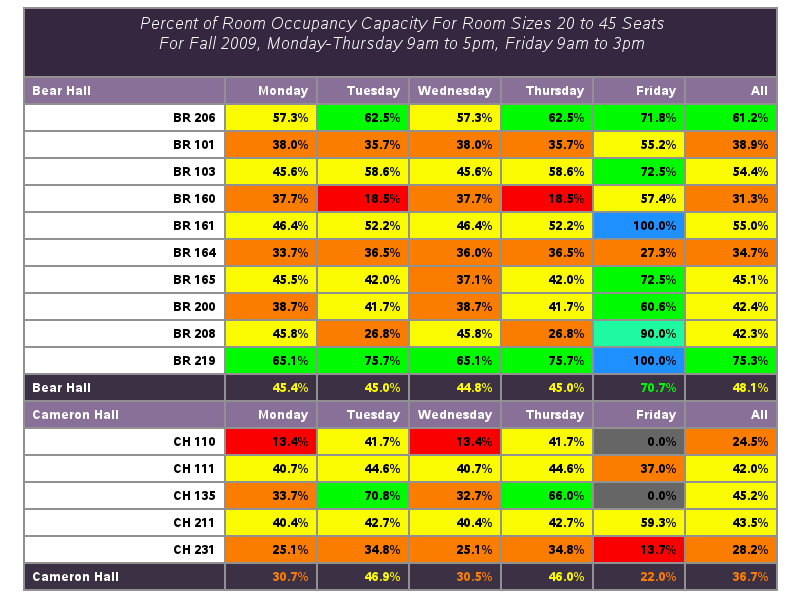 Percent of Room Occupancy Capacity For Room Sizes 20 to 45 Seats
For Fall 2009, Monday-Thursday 9am to 5pm, Friday 9am to 3pm
Bear Hall Monday Tuesday Wednesday Thursday Friday All
BR 206 57.3% 62.5% 57.3% 62.5% 71.8% 61.2%
BR 101 38.0% 35.7% 38.0% 35.7% 55.2% 38.9%
BR 103 45.6% 58.6% 45.6% 58.6% 72.5% 54.4%
BR 160 37.7% 18.5% 37.7% 18.5% 57.4% 31.3%
BR 161 46.4% 52.2% 46.4% 52.2% 100.0% 55.0%
BR 164 33.7% 36.5% 36.0% 36.5% 27.3% 34.7%
BR 165 45.5% 42.0% 37.1% 42.0% 72.5% 45.1%
BR 200 38.7% 41.7% 38.7% 41.7% 60.6% 42.4%
BR 208 45.8% 26.8% 45.8% 26.8% 90.0% 42.3%
BR 219 65.1% 75.7% 65.1% 75.7% 100.0% 75.3%
Bear Hall 45.4% 45.0% 44.8% 45.0% 70.7% 48.1%
Cameron Hall Monday Tuesday Wednesday Thursday Friday All
CH 110 13.4% 41.7% 13.4% 41.7% 0.0% 24.5%
CH 111 40.7% 44.6% 40.7% 44.6% 37.0% 42.0%
CH 135 33.7% 70.8% 32.7% 66.0% 0.0% 45.2%
CH 211 40.4% 42.7% 40.4% 42.7% 59.3% 43.5%
CH 231 25.1% 34.8% 25.1% 34.8% 13.7% 28.2%
Cameron Hall 30.7% 46.9% 30.5% 46.0% 22.0% 36.7%